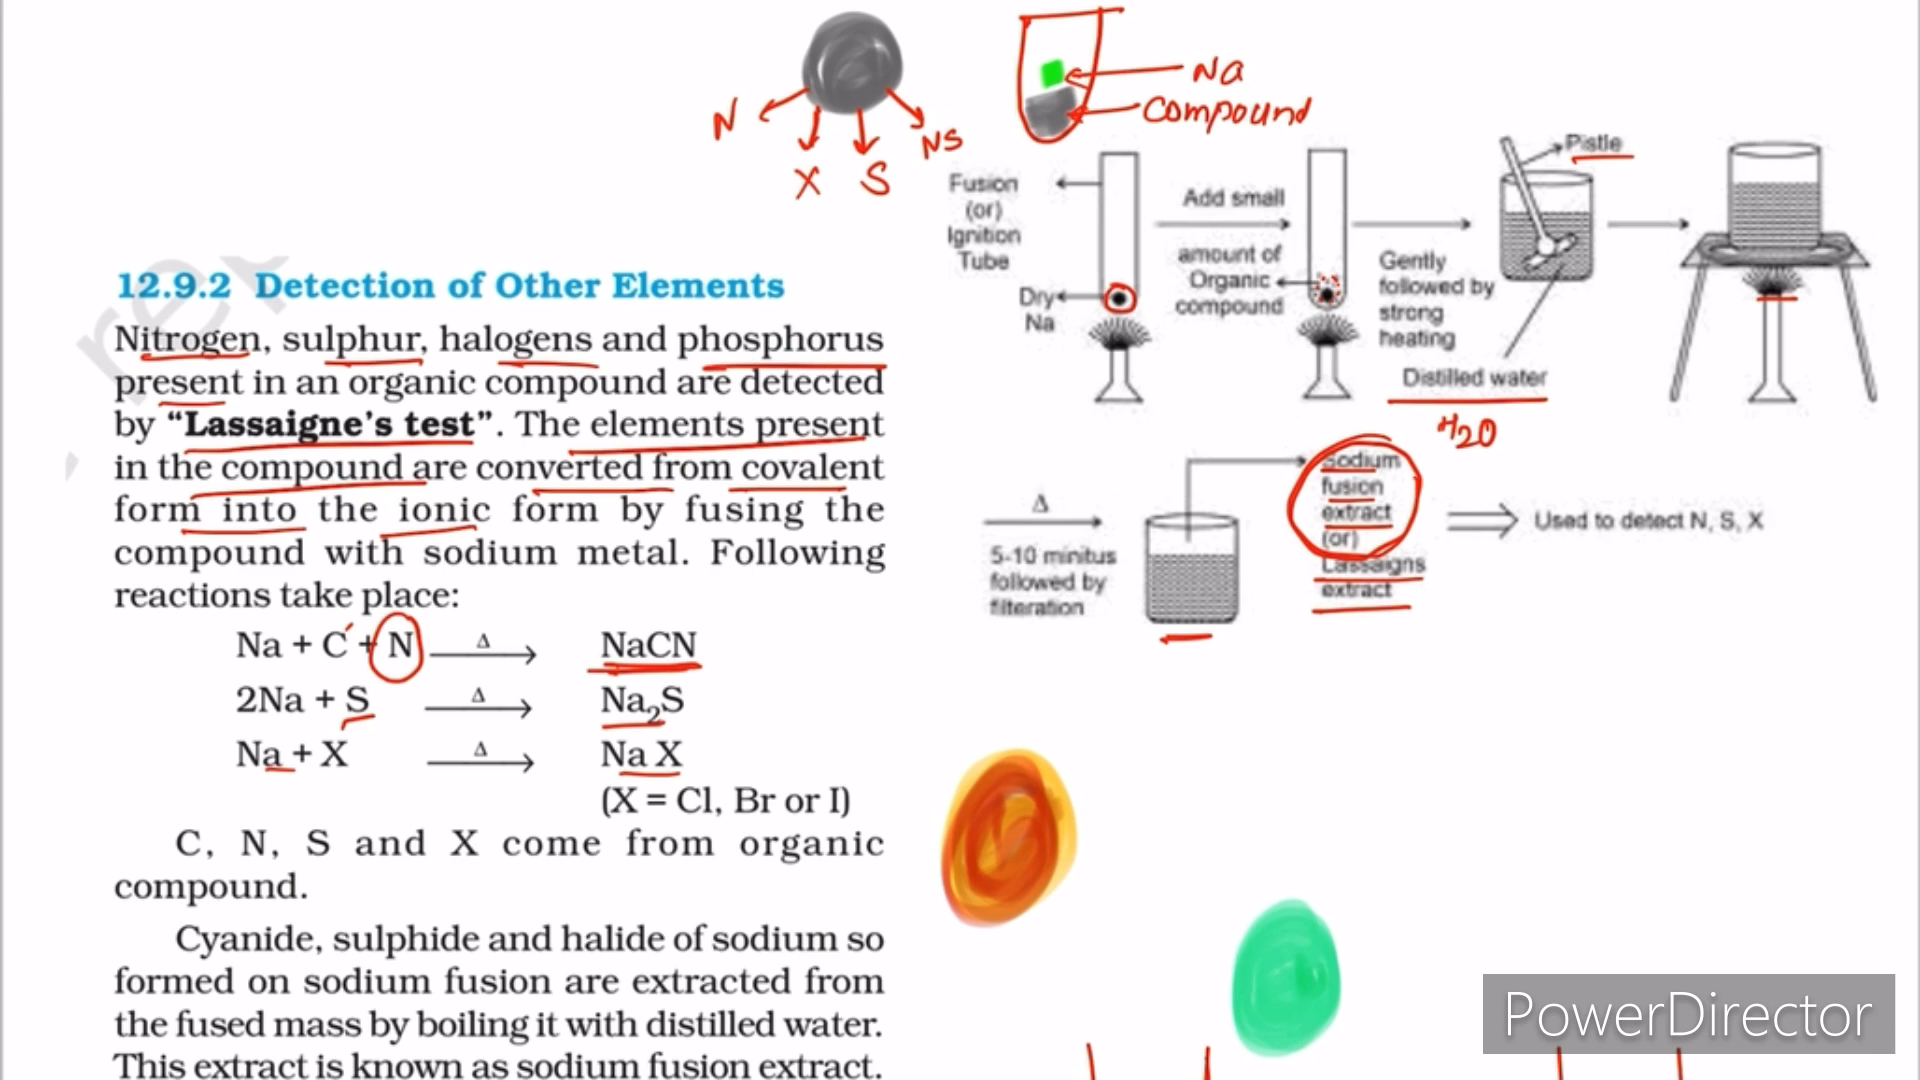 N
X
S
NS
Na
Compound
Pistle
Fusion
(or)
Ignition
Tube
Dry
Na
Add small
amount of
Organic
compound
Gently
followed by
strong
heating
Distilled water
H2O
12.9.2 Detection of Other Elements
Nitrogen, sulphur, halogens and phosphorus
present in an organic compound are detected
by “Lassaigne’s test”. The elements present
in the compound are converted from covalent
form into the ionic form by fusing the
compound with sodium metal. Following
reactions take place:
Na + C + N Δ ⟶ NaCN
2Na + S Δ ⟶ Na₂S
Na + X Δ ⟶ Na X
(X = Cl, Br or I)
C, N, S and X come from organic
compound.
Cyanide, sulphide and halide of sodium so
formed on sodium fusion are extracted from
the fused mass by boiling it with distilled water.
This extract is known as sodium fusion extract.
Δ
5-10 minitus
followed by
filteration
Sodium
fusion
extract
(or)
Lassaigns
extract
Used to detect N, S, X
PowerDirector